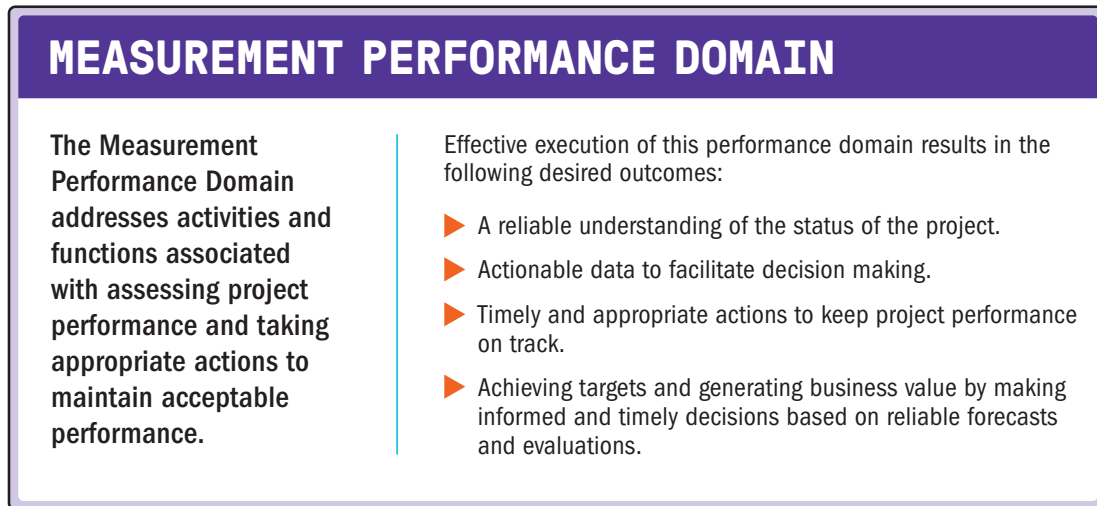 MEASUREMENT PERFORMANCE DOMAIN
The Measurement
Performance Domain
addresses activities and
functions associated
with assessing project
performance and taking
appropriate actions to
maintain acceptable
performance.
Effective execution of this performance domain results in the
following desired outcomes:
A reliable understanding of the status of the project.
Actionable data to facilitate decision making.
Timely and appropriate actions to keep project performance
on track.
Achieving targets and generating business value by making
informed and timely decisions based on reliable forecasts
and evaluations.